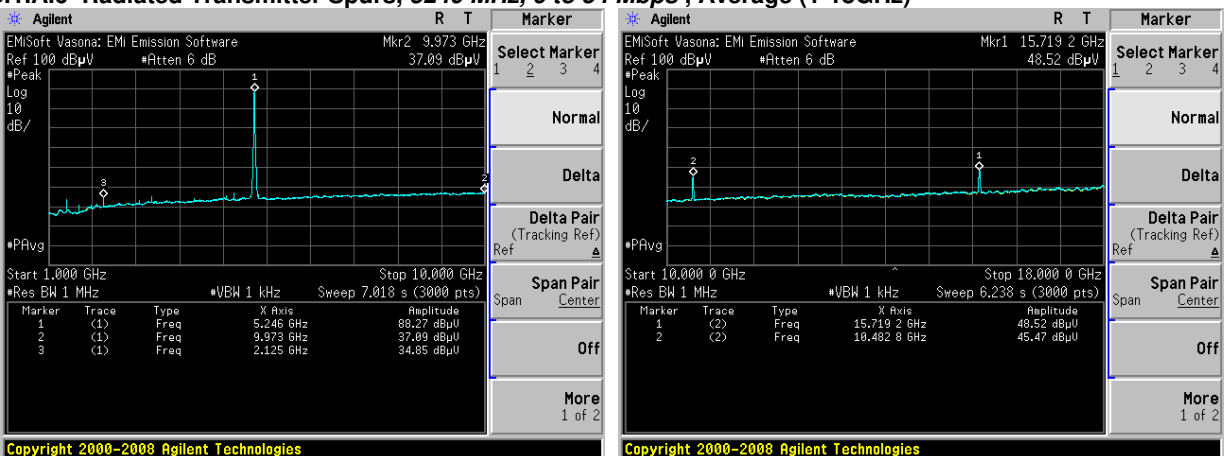 Radiated Transmitter Spurs, 5240 MHz, 6 to 54 Mbps , Average (1-18GHz)
Agilent R T Marker
EMiSoft Vasona: EMi Emission Software Mkr2 9.973 GHz
Ref 100 dBµV #Atten 6 dB 37.09 dBµV
#Peak
Log
10
dB/
1
3
2
#PAvg
Start 1.000 GHz Stop 10.000 GHz
#Res BW 1 MHz #VBW 1 kHz Sweep 7.018 s (3000 pts)
Marker Trace Type X Axis Amplitude
1 (1) Freq 5.246 GHz 88.27 dBµV
2 (1) Freq 9.973 GHz 37.09 dBµV
3 (1) Freq 2.125 GHz 34.85 dBµV
Select Marker
1 2 3 4
Normal
Delta
Delta Pair
(Tracking Ref)
Ref Δ
Span Pair
Span Center
Off
More
1 of 2
Copyright 2000-2008 Agilent Technologies
Agilent R T Marker
EMiSoft Vasona: EMi Emission Software Mkr1 15.719 2 GHz
Ref 100 dBµV #Atten 6 dB 48.52 dBµV
#Peak
Log
10
dB/
2
1
#PAvg
Start 10.000 0 GHz Stop 18.000 0 GHz
#Res BW 1 MHz #VBW 1 kHz Sweep 6.238 s (3000 pts)
Marker Trace Type X Axis Amplitude
1 (2) Freq 15.719 2 GHz 48.52 dBµV
2 (2) Freq 10.482 8 GHz 45.47 dBµV
Select Marker
1 2 3 4
Normal
Delta
Delta Pair
(Tracking Ref)
Ref Δ
Span Pair
Span Center
Off
More
1 of 2
Copyright 2000-2008 Agilent Technologies